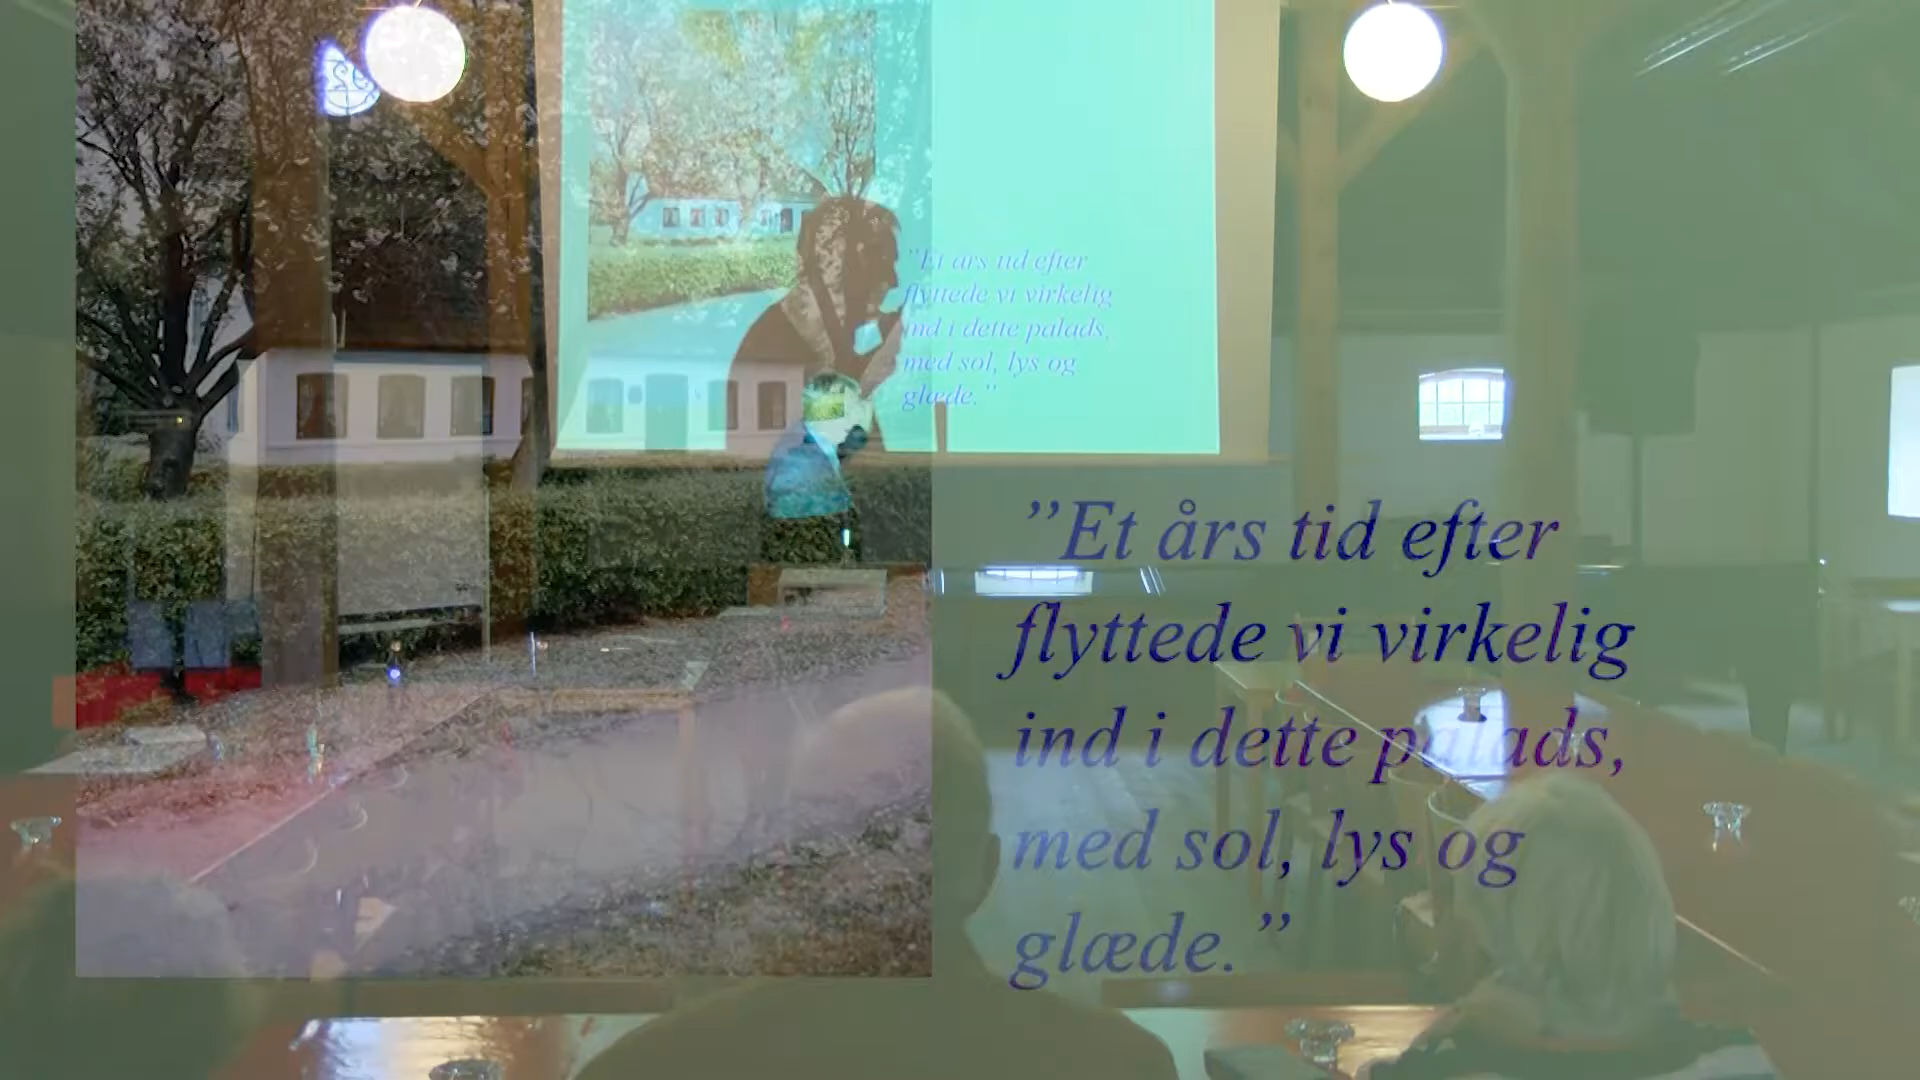 ”Et års tid efter
flyttede vi virkelig
ind i dette palads,
med sol, lys og
glæde.”
”Et års tid efter
flyttede vi virkelig
ind i dette palads,
med sol, lys og
glæde.”